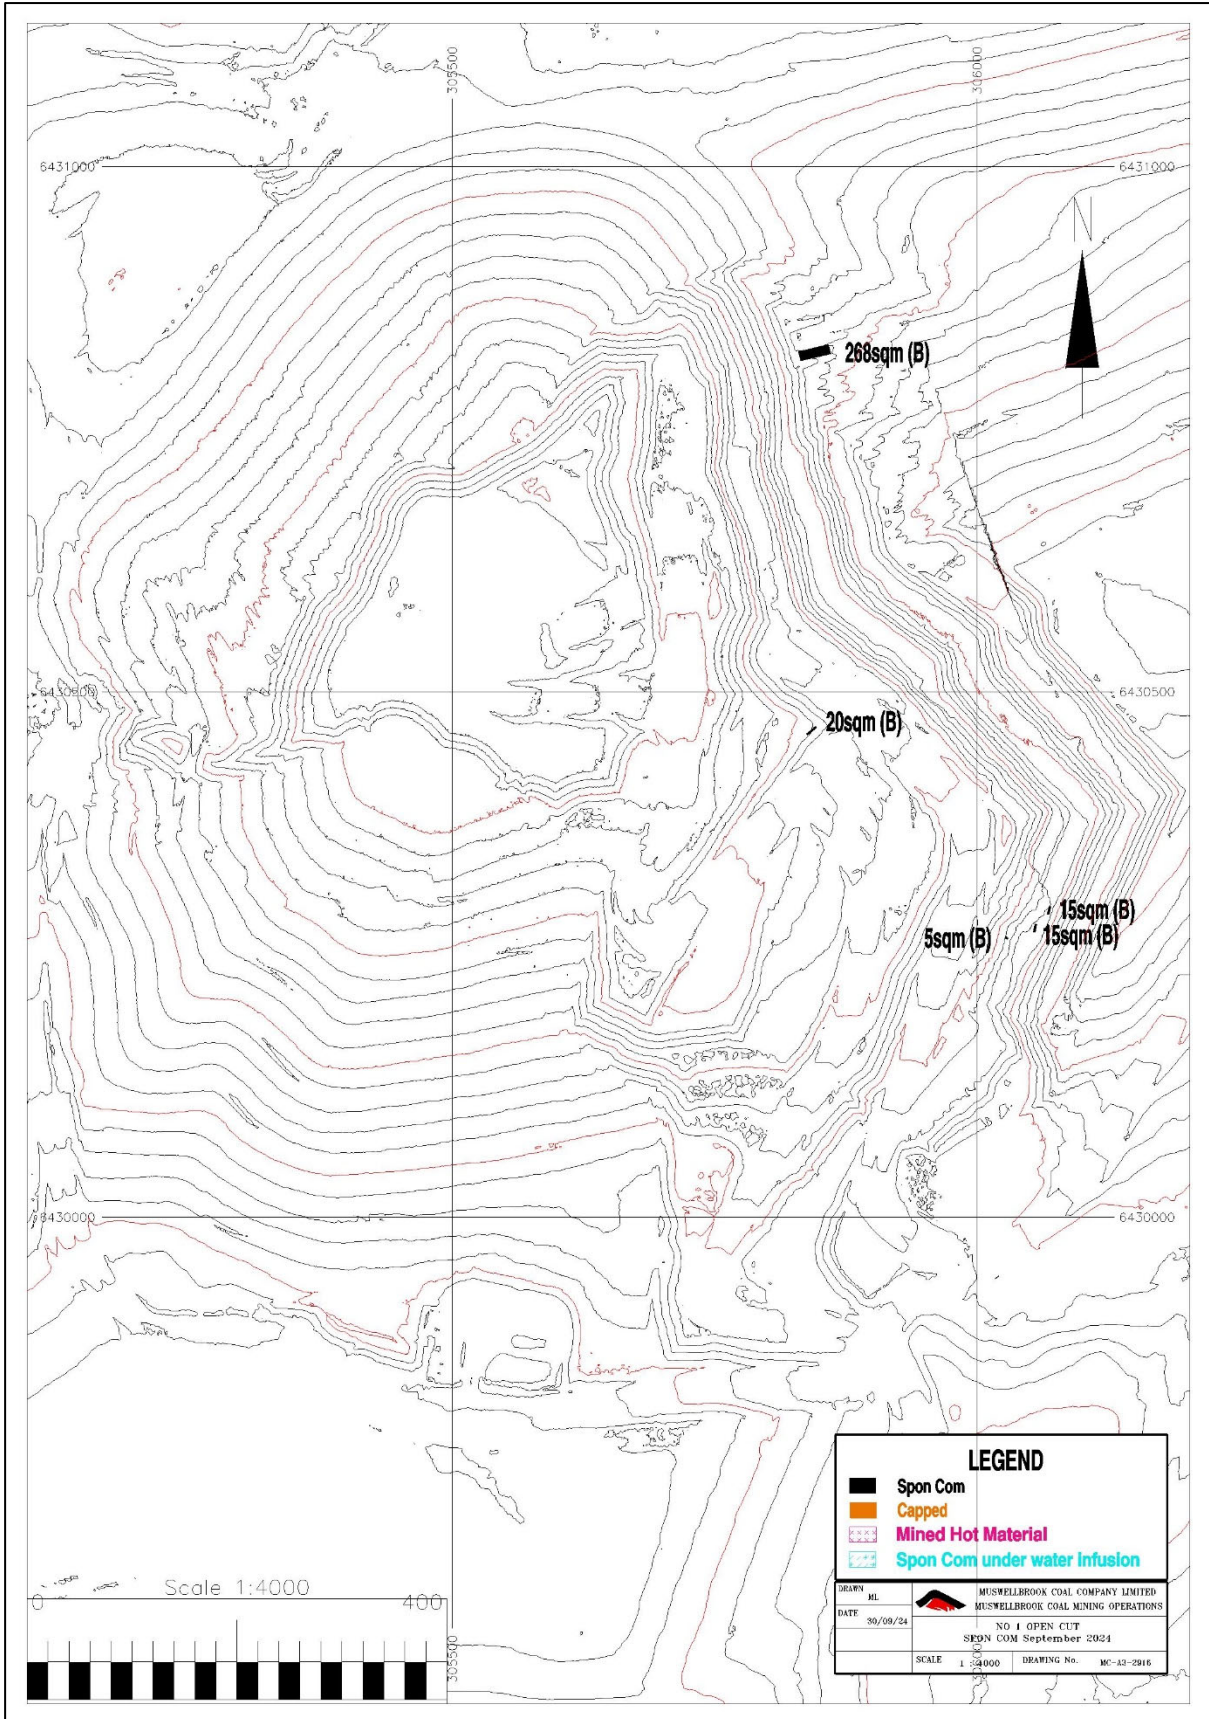 305500
306000
6431000
6431000
N
268sqm (B)
6430500
6430500
20sqm (B)
15sqm (B)
15sqm (B)
5sqm (B)
6430000
6430000
LEGEND
Spon Com
Capped
Mined Hot Material
Spon Com under water infusion
Scale 1:4000
0
400
305500
DRAWN
ML
DATE
30/09/24
MUSWELLBROOK COAL COMPANY LIMITED
MUSWELLBROOK COAL MINING OPERATIONS
NO 1 OPEN CUT
SPON COM September 2024
SCALE
1 : 4000
DRAWING No.
MC-A2-2916